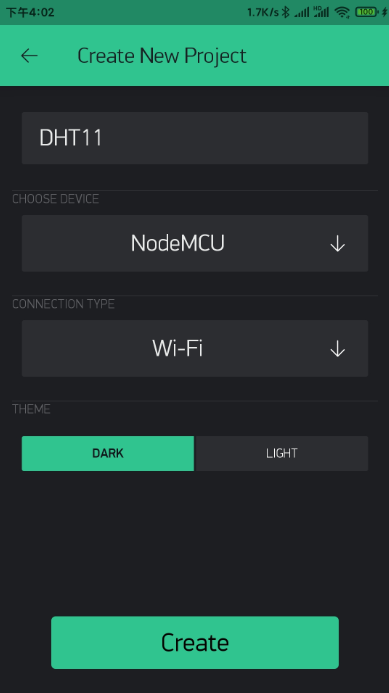 下午4:02
1.7K/s
HD
100
Create New Project
DHT11
CHOOSE DEVICE
NodeMCU
CONNECTION TYPE
Wi-Fi
THEME
DARK
LIGHT
Create